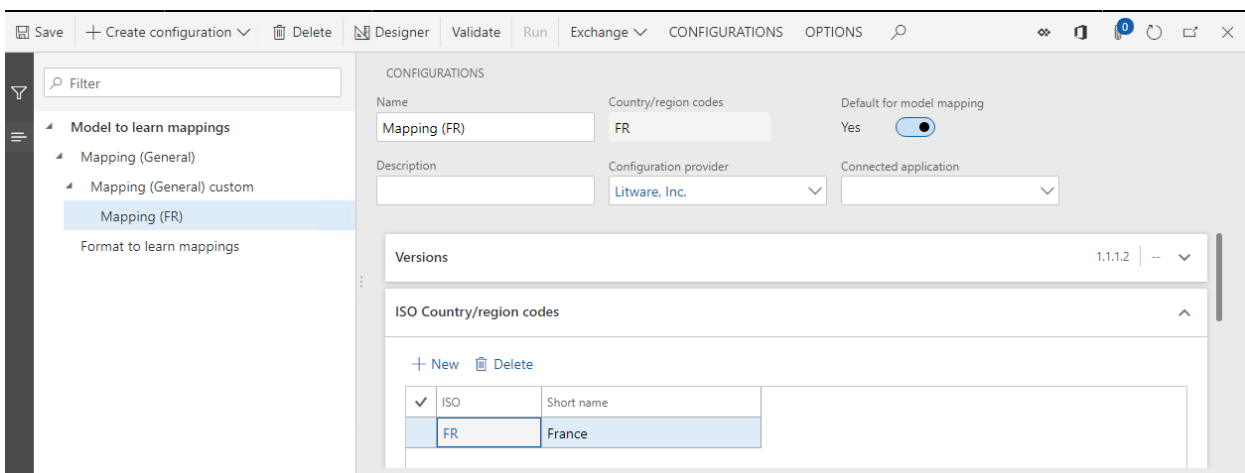 Save Create configuration Delete Designer Validate Run Exchange CONFIGURATIONS OPTIONS 0
Filter
Model to learn mappings
Mapping (General)
Mapping (General) custom
Mapping (FR)
Format to learn mappings
CONFIGURATIONS
Name Country/region codes Default for model mapping
Mapping (FR) FR Yes
Description Configuration provider Connected application
Litware, Inc.
Versions 1.1.1.2 --
ISO Country/region codes
New Delete
ISO Short name
FR France